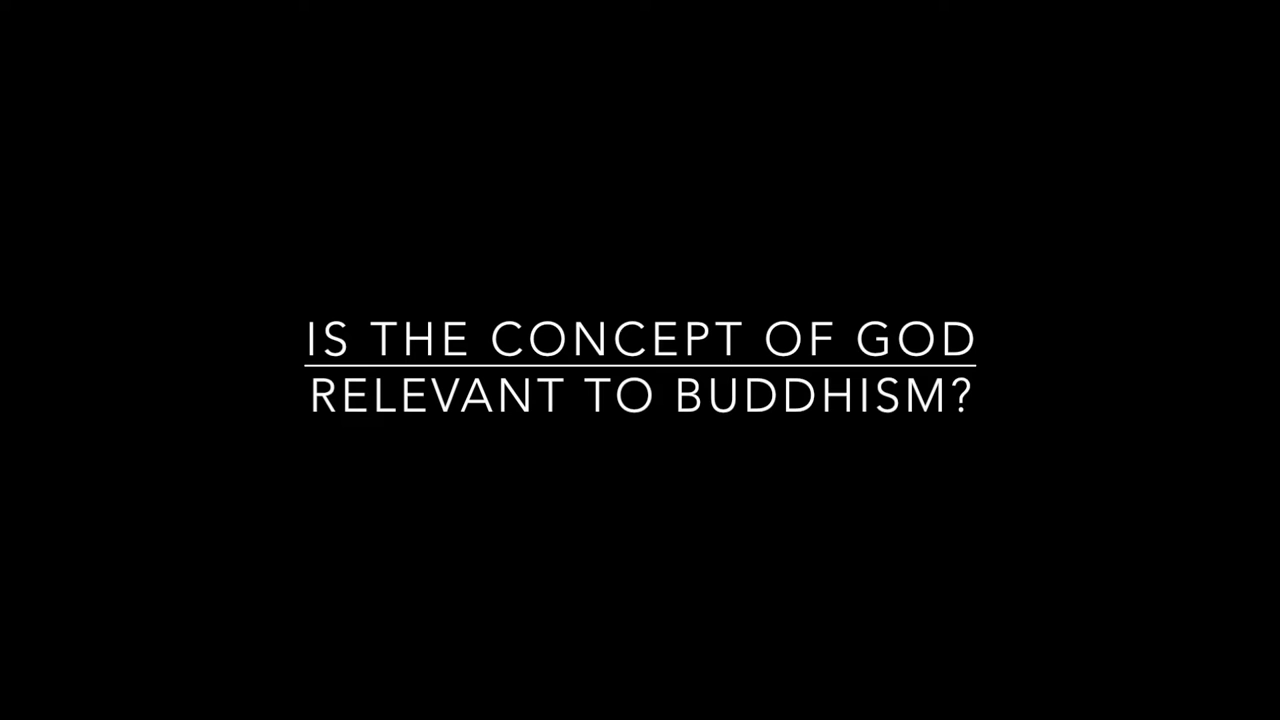 IS THE CONCEPT OF GOD
RELEVANT TO BUDDHISM?